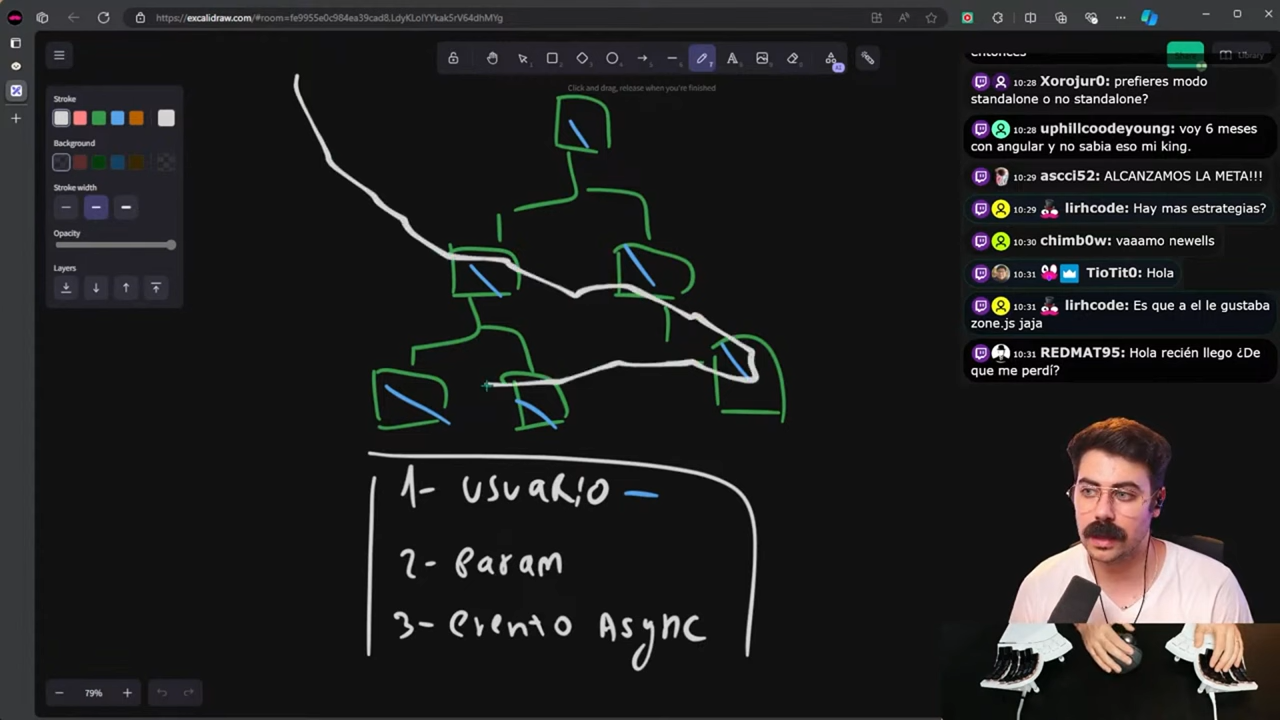 https://excalidraw.com/#room=fe9955e0c984ea39cad8,LdyKLolYYkak5rV64dhMYg
Click and drag, release when you're finished
Stroke
Background
Stroke width
Opacity
Layers
79%
1- USUARIO
2- Param
3- Evento Async
Share
Library
entonces
10:28 Xorojur0: prefieres modo
standalone o no standalone?
10:28 uphillcoodeyoung: voy 6 meses
con angular y no sabia eso mi king.
10:29 ascci52: ALCANZAMOS LA META!!!
10:29 lirhcode: Hay mas estrategias?
10:30 chimb0w: vaaamo newells
10:31 TioTit0: Hola
10:31 lirhcode: Es que a el le gustaba
zone.js jaja
10:31 REDMAT95: Hola recién llego ¿De
que me perdí?